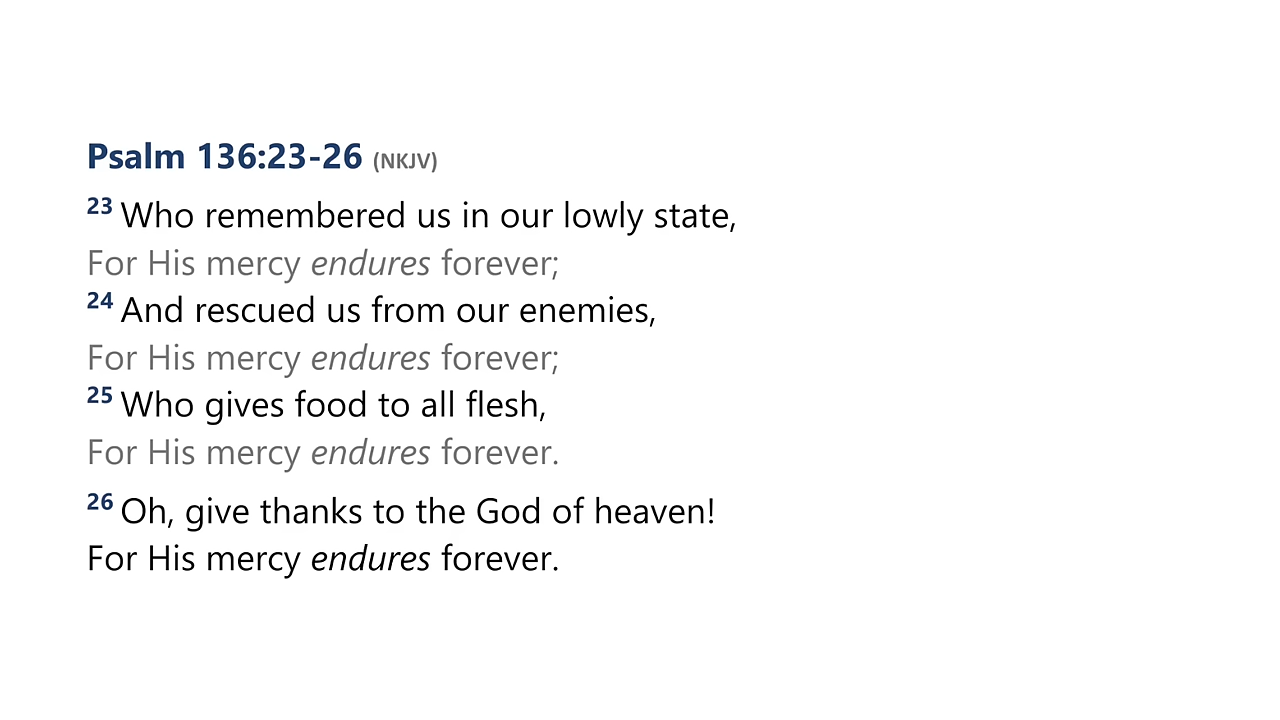 Psalm 136:23-26 (NKJV)
23 Who remembered us in our lowly state,
For His mercy endures forever;
24 And rescued us from our enemies,
For His mercy endures forever;
25 Who gives food to all flesh,
For His mercy endures forever.
26 Oh, give thanks to the God of heaven!
For His mercy endures forever.